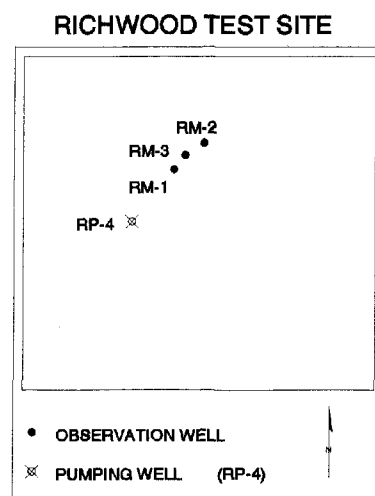 RICHWOOD TEST SITE
RM-2
RM-3
RM-1
RP-4
OBSERVATION WELL
N
PUMPING WELL (RP-4)